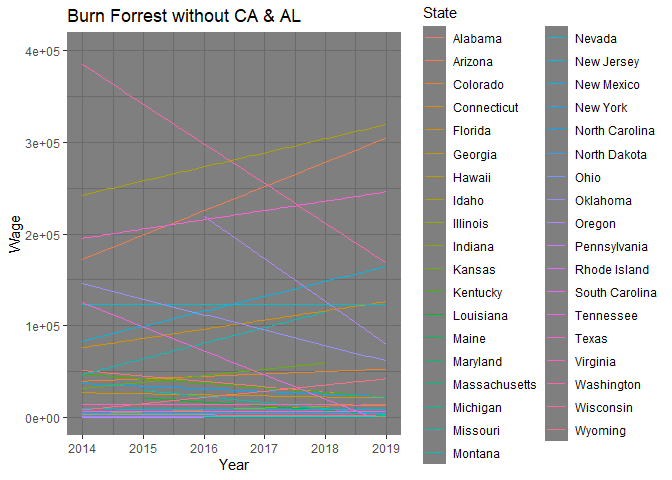 Burn Forrest without CA & AL
State
4e+05
3e+05
2e+05
1e+05
0e+00
Wage
2014 2015 2016 2017 2018 2019
Year
Alabama
Arizona
Colorado
Connecticut
Florida
Georgia
Hawaii
Idaho
Illinois
Indiana
Kansas
Kentucky
Louisiana
Maine
Maryland
Massachusetts
Michigan
Missouri
Montana
Nevada
New Jersey
New Mexico
New York
North Carolina
North Dakota
Ohio
Oklahoma
Oregon
Pennsylvania
Rhode Island
South Carolina
Tennessee
Texas
Virginia
Washington
Wisconsin
Wyoming